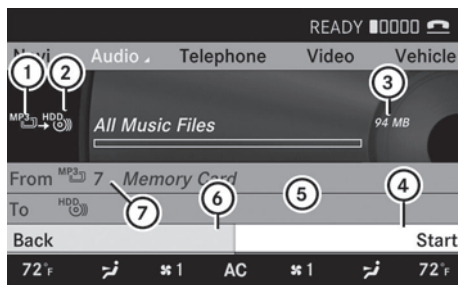 READY
Navi Audio Telephone Video Vehicle
1 2 3
MP3 HDD All Music Files 94 MB
From MP3 7 Memory Card
To HDD
7 6 5 4
Back Start
72°F 1 AC 1 72°F